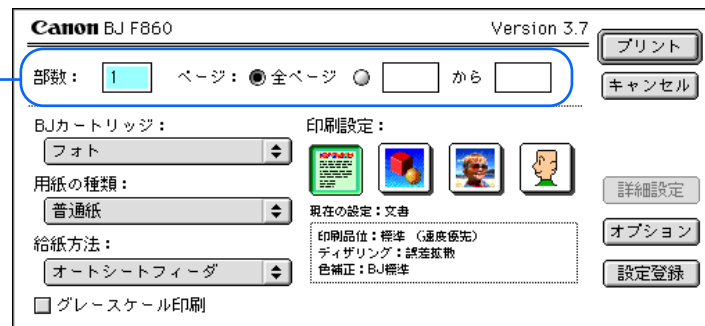 Canon BJ F860 Version 3.7
プリント
部数： 1 ページ： 全ページ から
キャンセル
BJカートリッジ：
フォト
用紙の種類：
普通紙
給紙方法：
オートシートフィーダ
グレースケール印刷
印刷設定：
現在の設定：文書
印刷品位：標準 （速度優先）
ディザリング：誤差拡散
色補正：BJ標準
詳細設定
オプション
設定登録